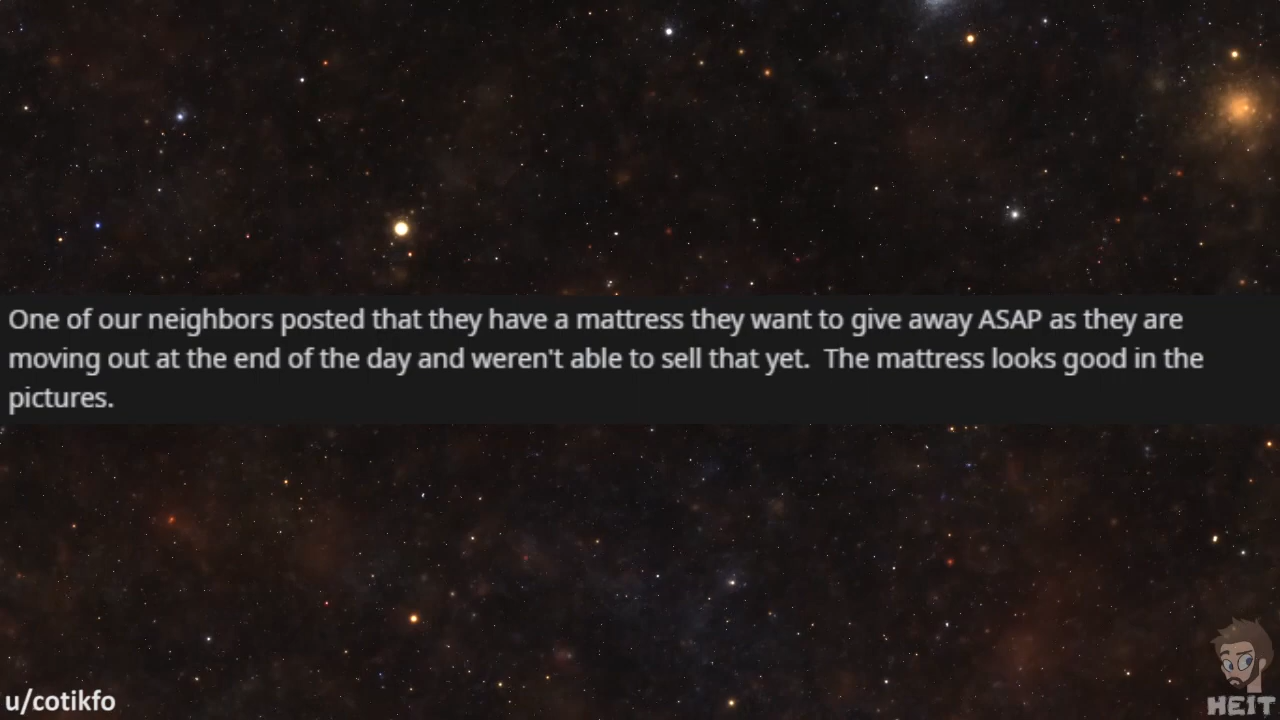 One of our neighbors posted that they have a mattress they want to give away ASAP as they are
moving out at the end of the day and weren't able to sell that yet.  The mattress looks good in the
pictures.
u/cotikfo
HEIT